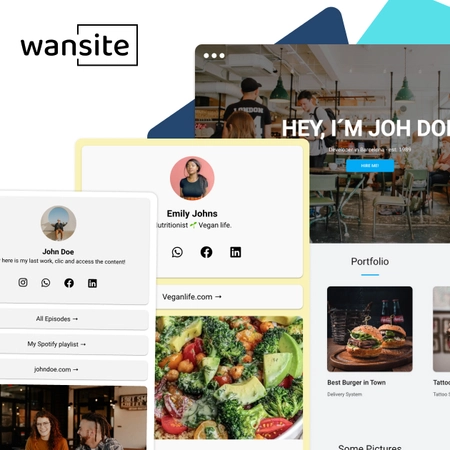 wansite
LONDON
HEY, I´M JOH DO
Developer in Barcelona - est. 1989
HIRE ME!
Emily Johns
Nutritionist 🌱 Vegan life.
Veganlife.com →
John Doe
here is my last work, clic and access the content!
All Episodes →
My Spotify playlist →
johndoe.com →
Portfolio
Best Burger in Town
Delivery System
Tattoo
Tattoo S
Some Pictures